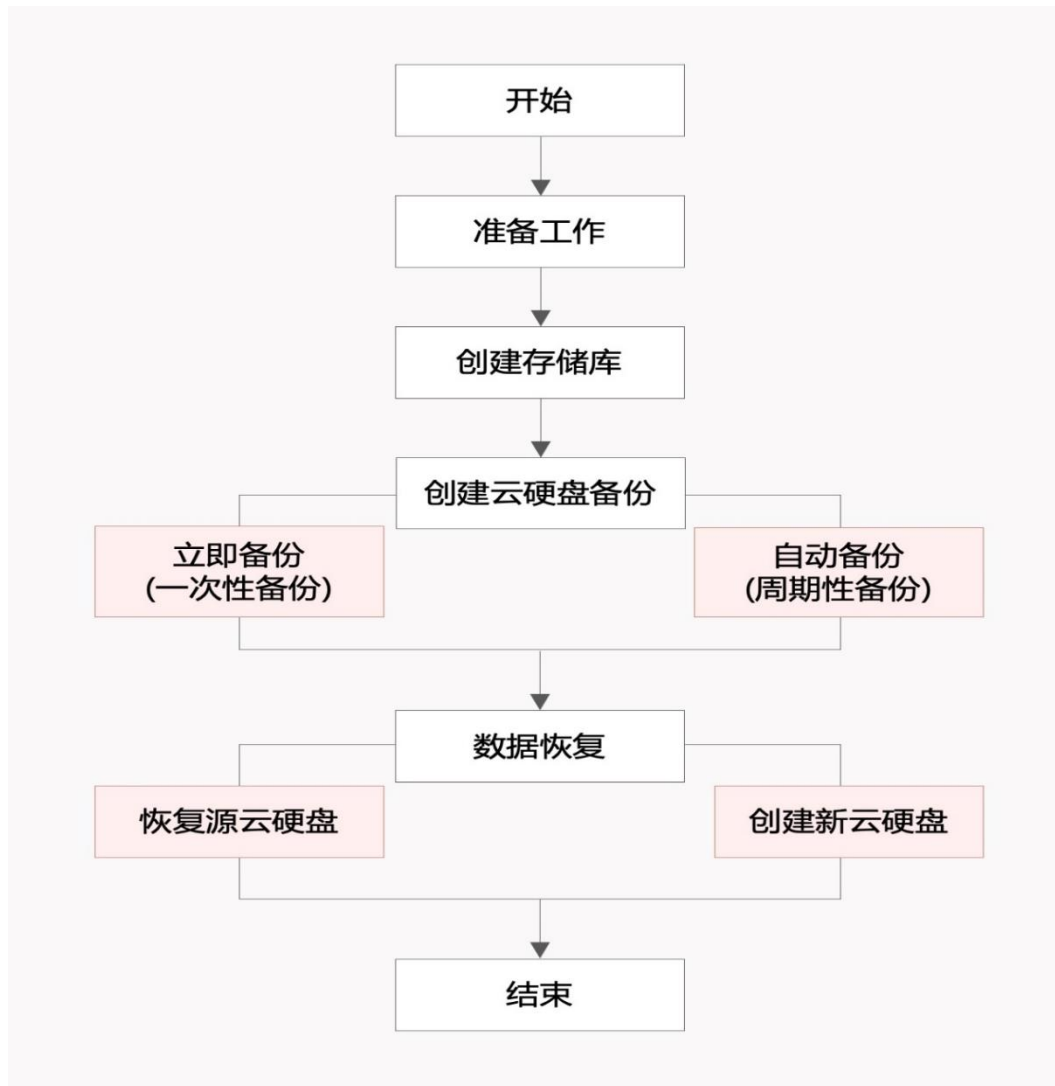 开始
准备工作
创建存储库
创建云硬盘备份
立即备份
(一次性备份)
自动备份
(周期性备份)
数据恢复
恢复源云硬盘
创建新云硬盘
结束